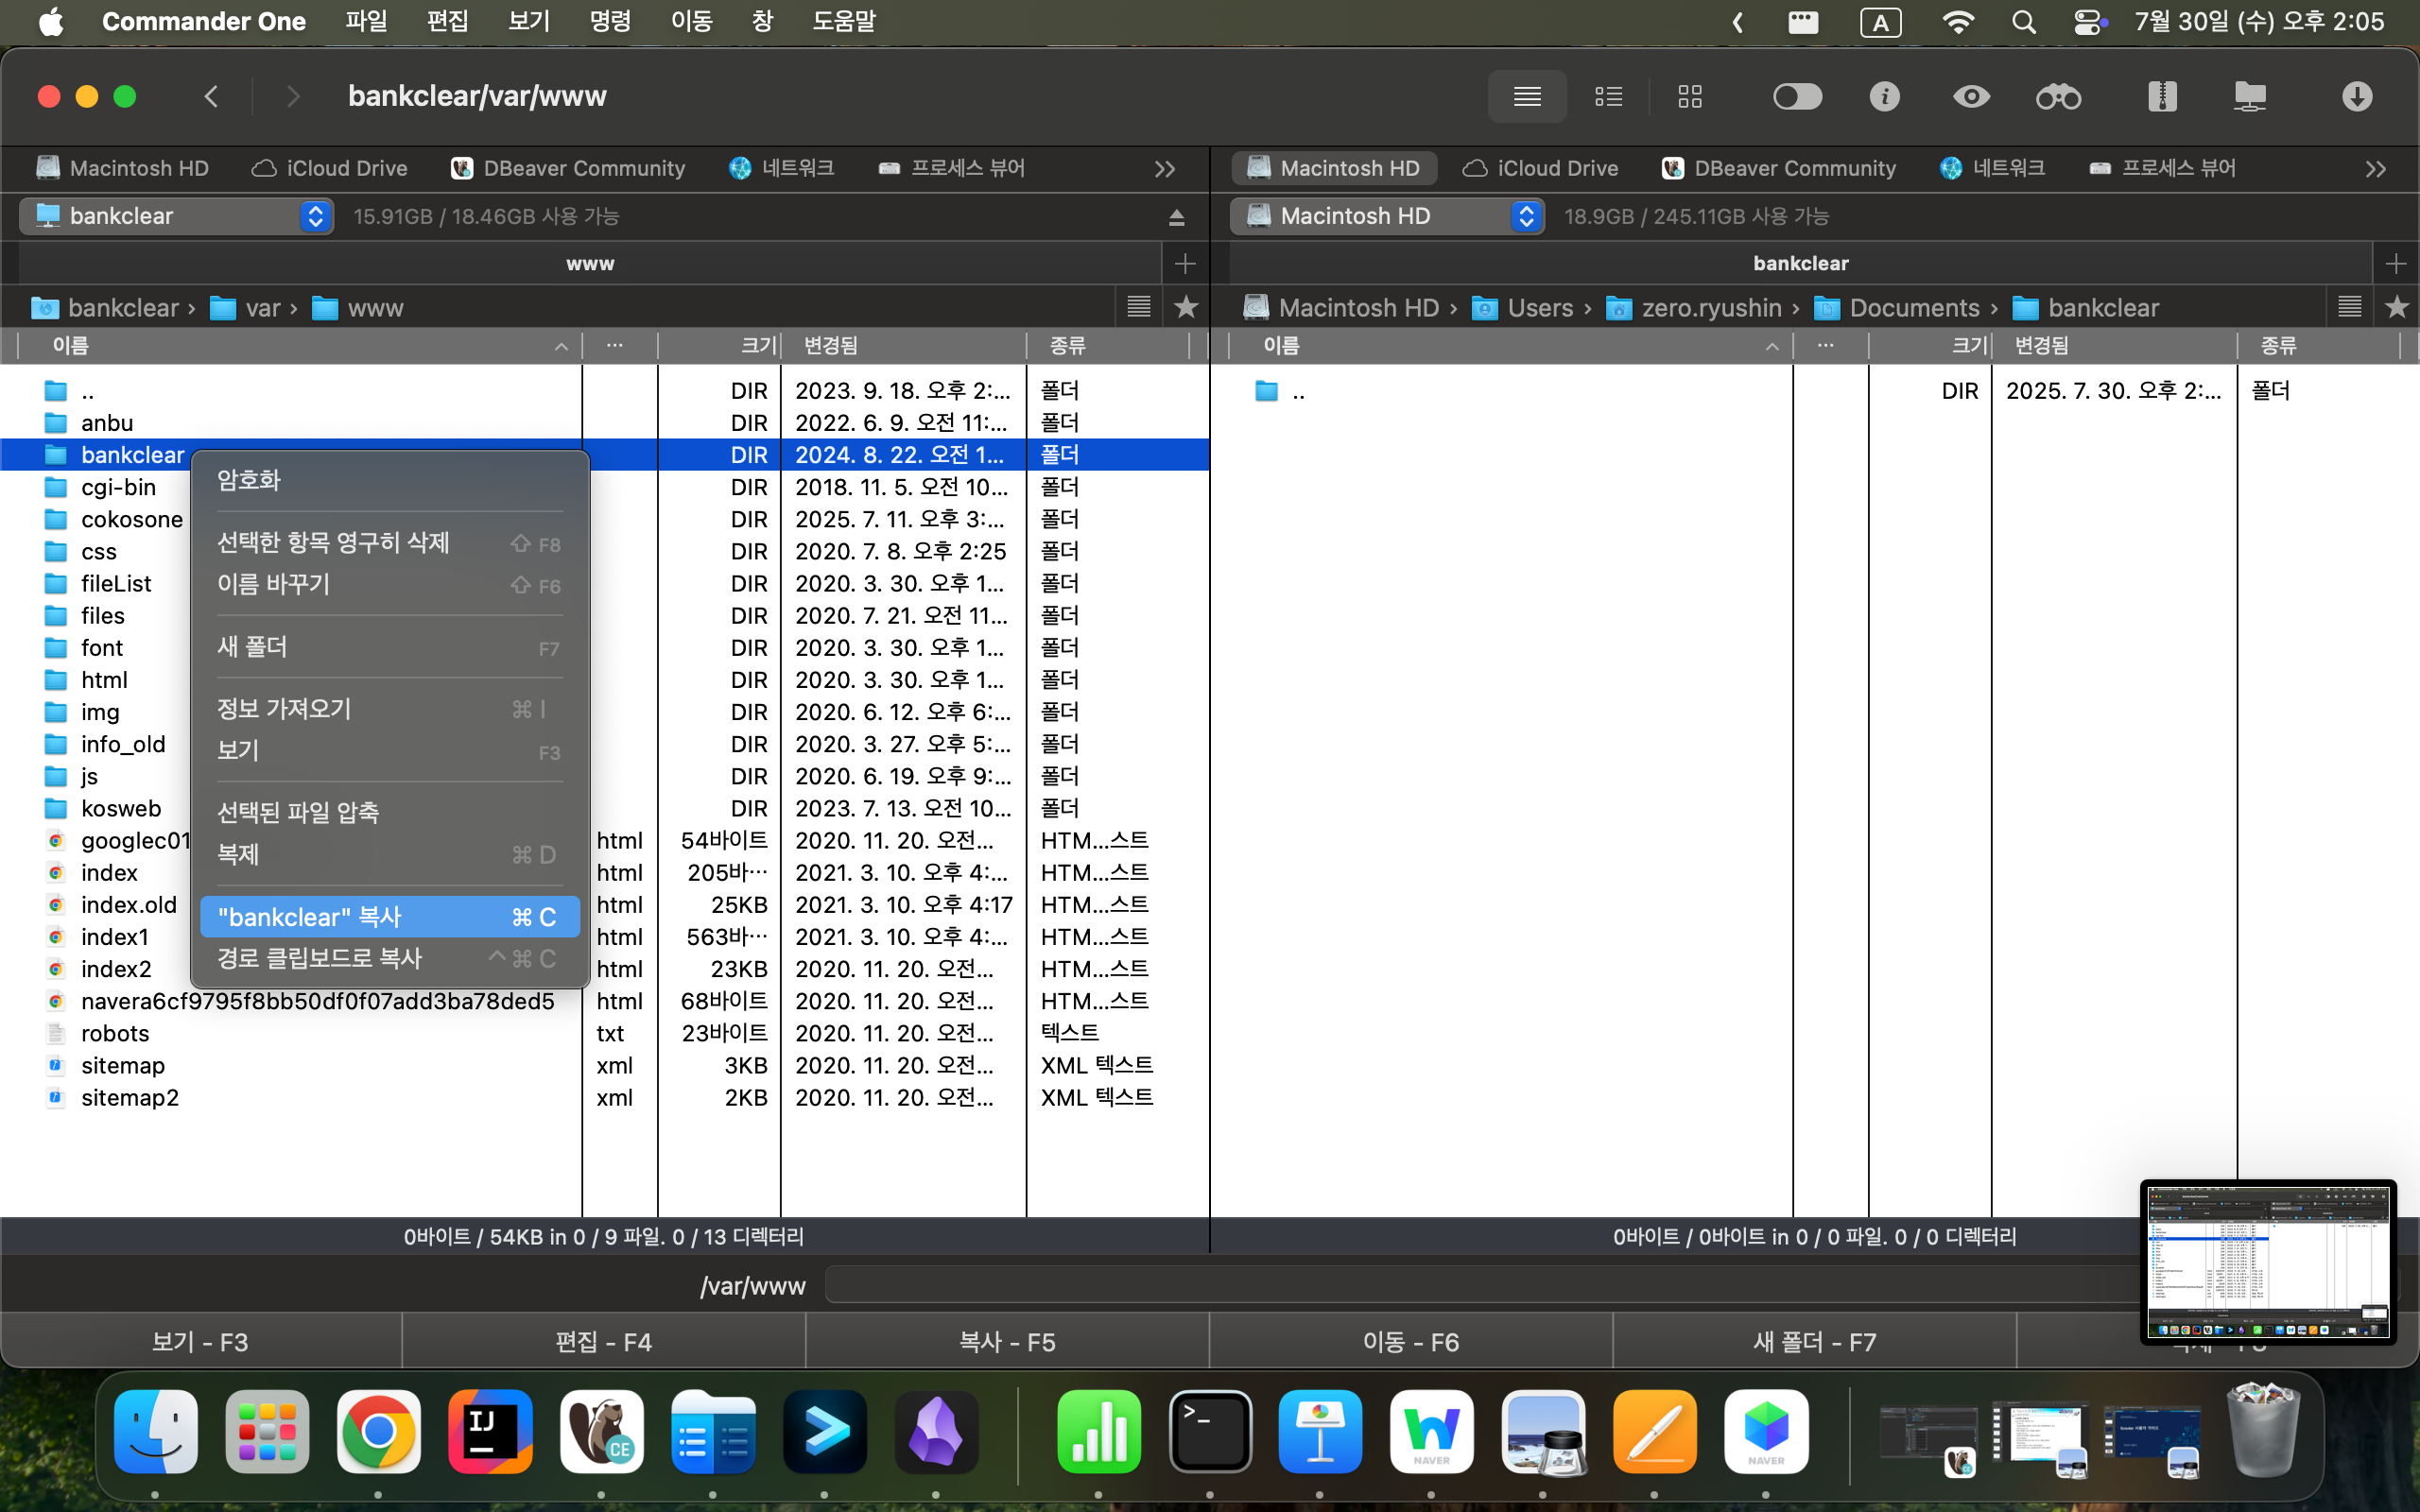 Commander One 파일 편집 보기 명령 이동 창 도움말 A 7월 30일 (수) 오후 2:05
bankclear/var/www
Macintosh HD iCloud Drive DBeaver Community 네트워크 프로세스 뷰어
Macintosh HD iCloud Drive DBeaver Community 네트워크 프로세스 뷰어
bankclear 15.91GB / 18.46GB 사용 가능
Macintosh HD 18.9GB / 245.11GB 사용 가능
www
bankclear
bankclear › var › www
Macintosh HD › Users › zero.ryushin › Documents › bankclear
이름 ... 크기 변경됨 종류
이름 ... 크기 변경됨 종류
.. DIR 2023. 9. 18. 오후 2:... 폴더
.. DIR 2025. 7. 30. 오후 2:... 폴더
anbu DIR 2022. 6. 9. 오전 11:... 폴더
bankclear DIR 2024. 8. 22. 오전 1... 폴더
cgi-bin DIR 2018. 11. 5. 오전 10... 폴더
cokosone DIR 2025. 7. 11. 오후 3:... 폴더
css DIR 2020. 7. 8. 오후 2:25 폴더
fileList DIR 2020. 3. 30. 오후 1... 폴더
files DIR 2020. 7. 21. 오전 11... 폴더
font DIR 2020. 3. 30. 오후 1... 폴더
html DIR 2020. 3. 30. 오후 1... 폴더
img DIR 2020. 6. 12. 오후 6:... 폴더
info_old DIR 2020. 3. 27. 오후 5:... 폴더
js DIR 2020. 6. 19. 오후 9:... 폴더
kosweb DIR 2023. 7. 13. 오전 10... 폴더
googlec01 html 54바이트 2020. 11. 20. 오전... HTM...스트
index html 205바... 2021. 3. 10. 오후 4:... HTM...스트
index.old html 25KB 2021. 3. 10. 오후 4:17 HTM...스트
index1 html 563바... 2021. 3. 10. 오후 4:... HTM...스트
index2 html 23KB 2020. 11. 20. 오전... HTM...스트
navera6cf9795f8bb50df0f07add3ba78ded5 html 68바이트 2020. 11. 20. 오전... HTM...스트
robots txt 23바이트 2020. 11. 20. 오전... 텍스트
sitemap xml 3KB 2020. 11. 20. 오전... XML 텍스트
sitemap2 xml 2KB 2020. 11. 20. 오전... XML 텍스트
암호화
선택한 항목 영구히 삭제 ⇧ F8
이름 바꾸기 ⇧ F6
새 폴더 F7
정보 가져오기 ⌘ I
보기 F3
선택된 파일 압축
복제 ⌘ D
"bankclear" 복사 ⌘ C
경로 클립보드로 복사 ^ ⌘ C
0바이트 / 54KB in 0 / 9 파일. 0 / 13 디렉터리
0바이트 / 0바이트 in 0 / 0 파일. 0 / 0 디렉터리
/var/www
보기 - F3
편집 - F4
복사 - F5
이동 - F6
새 폴더 - F7
IJ
CE
>_
NAVER
NAVER
CE